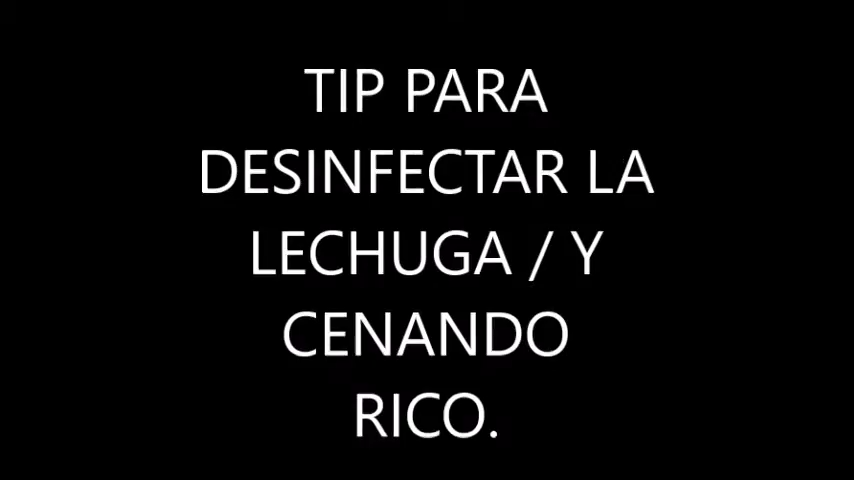 TIP PARA
DESINFECTAR LA
LECHUGA / Y
CENANDO
RICO.